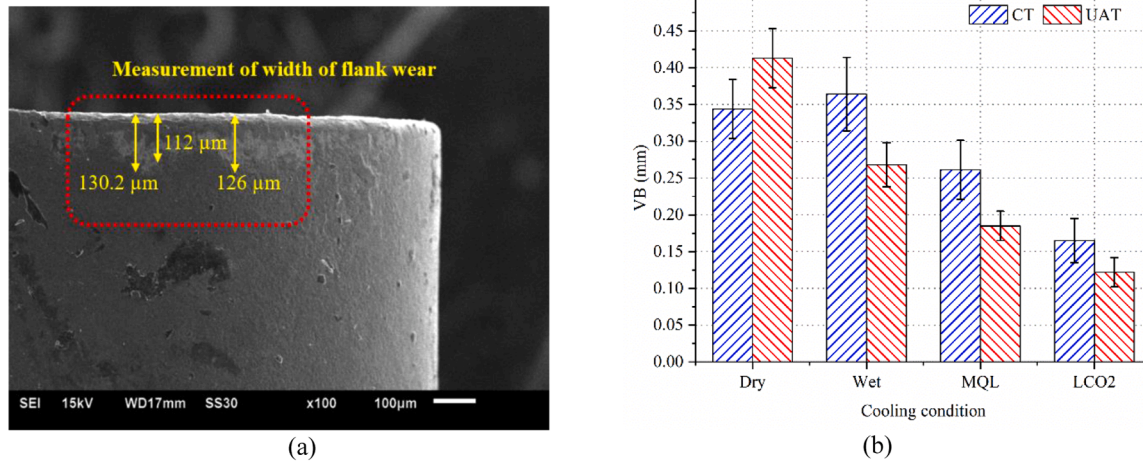 Measurement of width of flank wear
112 µm
130.2 µm
126 µm
SEI 15kV WD17mm SS30 x100 100µm
(a)
CT UAT
0.40
0.35
0.30
0.25
0.20
0.15
0.10
0.05
0.00
VB (mm)
Dry Wet MQL LCO2
Cooling condition
(b)